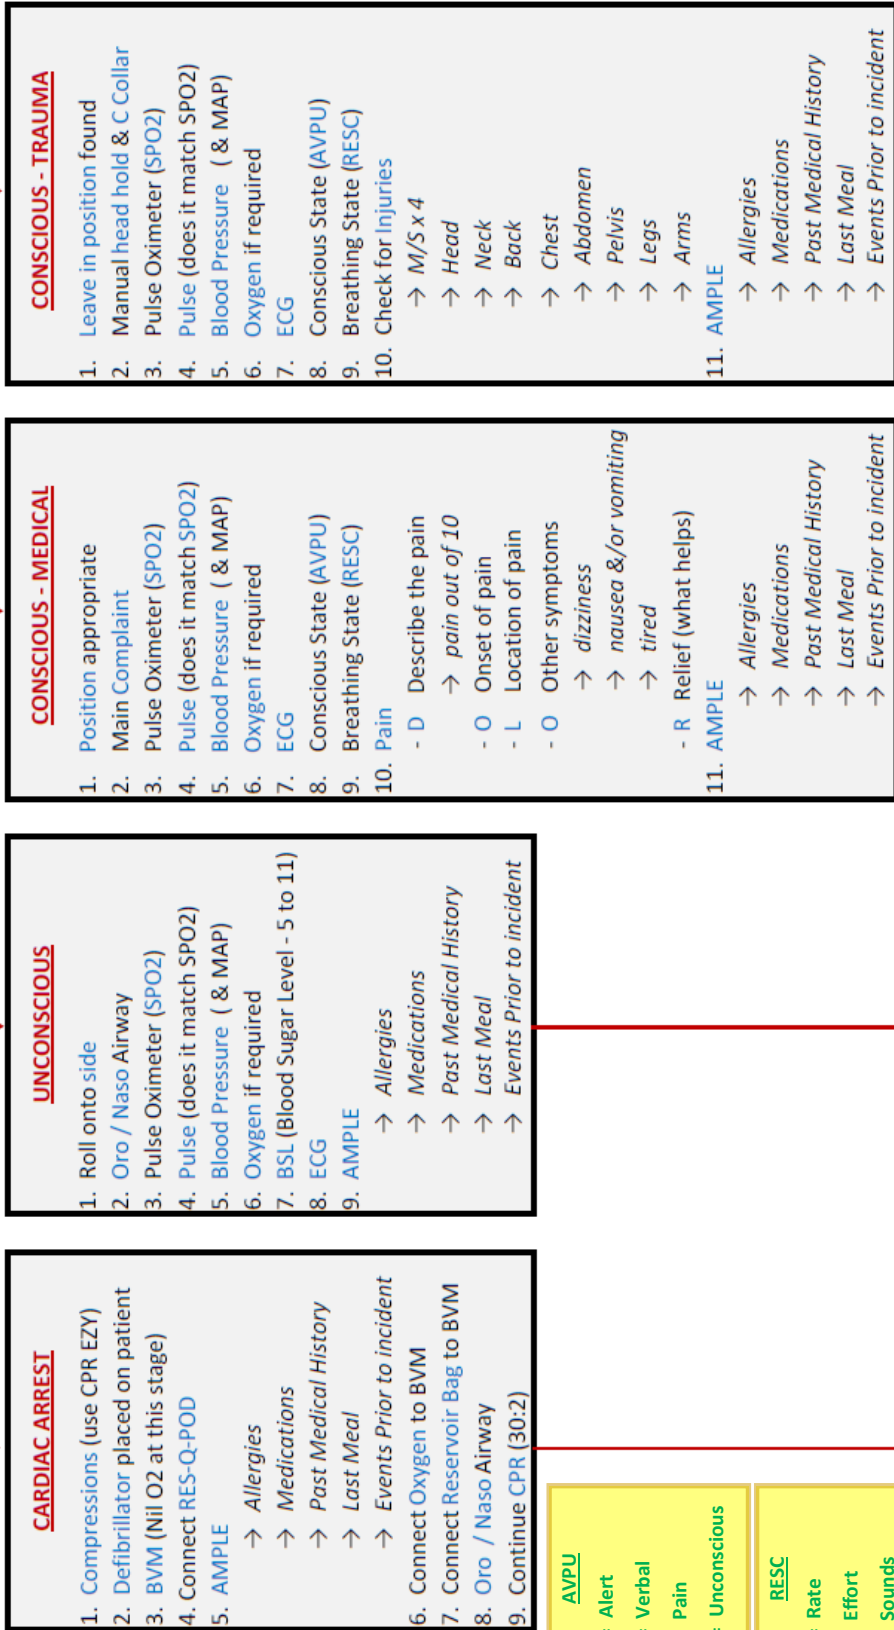 CARDIAC ARREST
1. Compressions (use CPR EZY)
2. Defibrillator placed on patient
3. BVM (Nil O2 at this stage)
4. Connect RES-Q-POD
5. AMPLE
→ Allergies
→ Medications
→ Past Medical History
→ Last Meal
→ Events Prior to incident
6. Connect Oxygen to BVM
7. Connect Reservoir Bag to BVM
8. Oro / Naso Airway
9. Continue CPR (30:2)
UNCONSCIOUS
1. Roll onto side
2. Oro / Naso Airway
3. Pulse Oximeter (SPO2)
4. Pulse (does it match SPO2)
5. Blood Pressure ( & MAP)
6. Oxygen if required
7. BSL (Blood Sugar Level - 5 to 11)
8. ECG
9. AMPLE
→ Allergies
→ Medications
→ Past Medical History
→ Last Meal
→ Events Prior to incident
CONSCIOUS - MEDICAL
1. Position appropriate
2. Main Complaint
3. Pulse Oximeter (SPO2)
4. Pulse (does it match SPO2)
5. Blood Pressure ( & MAP)
6. Oxygen if required
7. ECG
8. Conscious State (AVPU)
9. Breathing State (RESC)
10. Pain
- D Describe the pain
→ pain out of 10
- O Onset of pain
- L Location of pain
- O Other symptoms
→ dizziness
→ nausea &/or vomiting
→ tired
- R Relief (what helps)
11. AMPLE
→ Allergies
→ Medications
→ Past Medical History
→ Last Meal
→ Events Prior to incident
CONSCIOUS - TRAUMA
1. Leave in position found
2. Manual head hold & C Collar
3. Pulse Oximeter (SPO2)
4. Pulse (does it match SPO2)
5. Blood Pressure ( & MAP)
6. Oxygen if required
7. ECG
8. Conscious State (AVPU)
9. Breathing State (RESC)
10. Check for Injuries
→ M/S x 4
→ Head
→ Neck
→ Back
→ Chest
→ Abdomen
→ Pelvis
→ Legs
→ Arms
11. AMPLE
→ Allergies
→ Medications
→ Past Medical History
→ Last Meal
→ Events Prior to incident
AVPU
Alert
Verbal
Pain
= Unconscious
RESC
Rate
Effort
Sounds